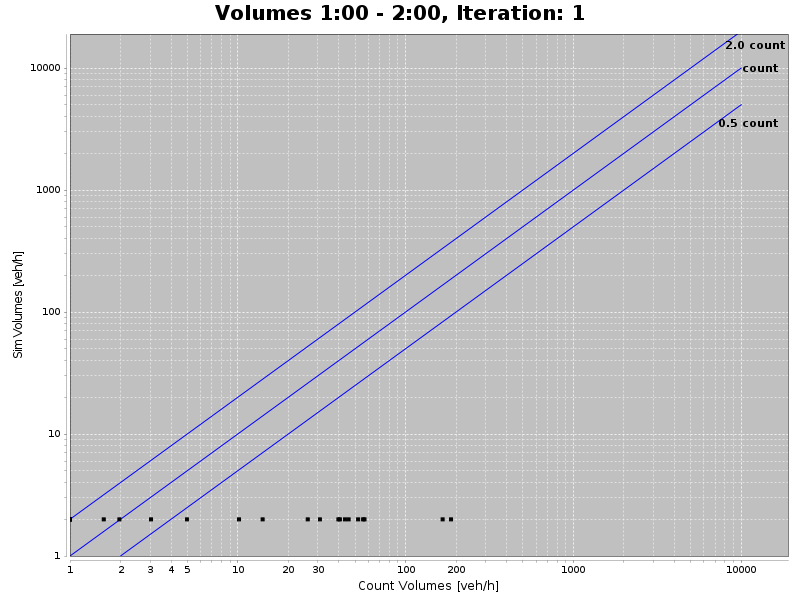 Volumes 1:00 - 2:00, Iteration: 1
2.0 count
count
0.5 count
10000
1000
100
10
1
Sim Volumes [veh/h]
1 2 3 4 5 10 20 30 100 200 1000 10000
Count Volumes [veh/h]